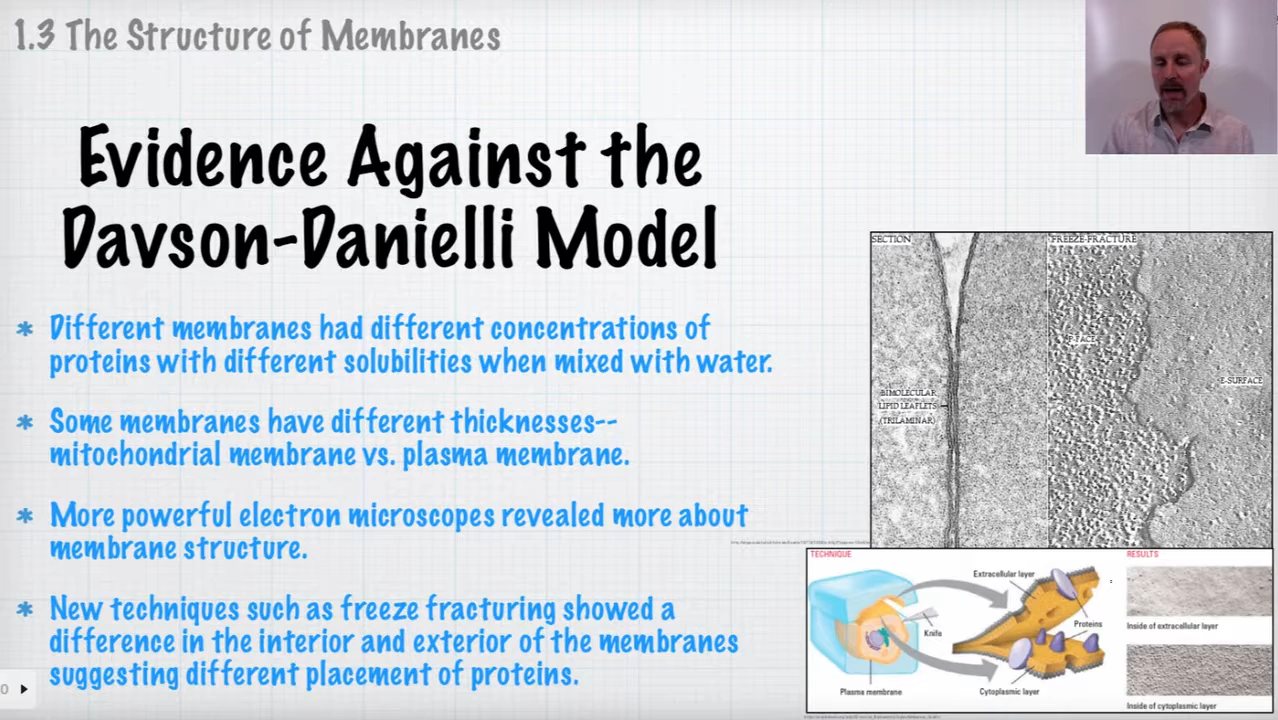 1.3 The Structure of Membranes
Evidence Against the
Davson-Danielli Model
* Different membranes had different concentrations of
proteins with different solubilities when mixed with water.
* Some membranes have different thicknesses--
mitochondrial membrane vs. plasma membrane.
* More powerful electron microscopes revealed more about
membrane structure.
* New techniques such as freeze fracturing showed a
difference in the interior and exterior of the membranes
suggesting different placement of proteins.
SECTION
FREEZE-FRACTURE
E-SURFACE
BIMOLECULAR
LIPID LEAFLETS
(TRILAMINAR)
TECHNIQUE
RESULTS
Extracellular layer
Knife
Proteins
Plasma membrane
Cytoplasmic layer
Inside of extracellular layer
Inside of cytoplasmic layer